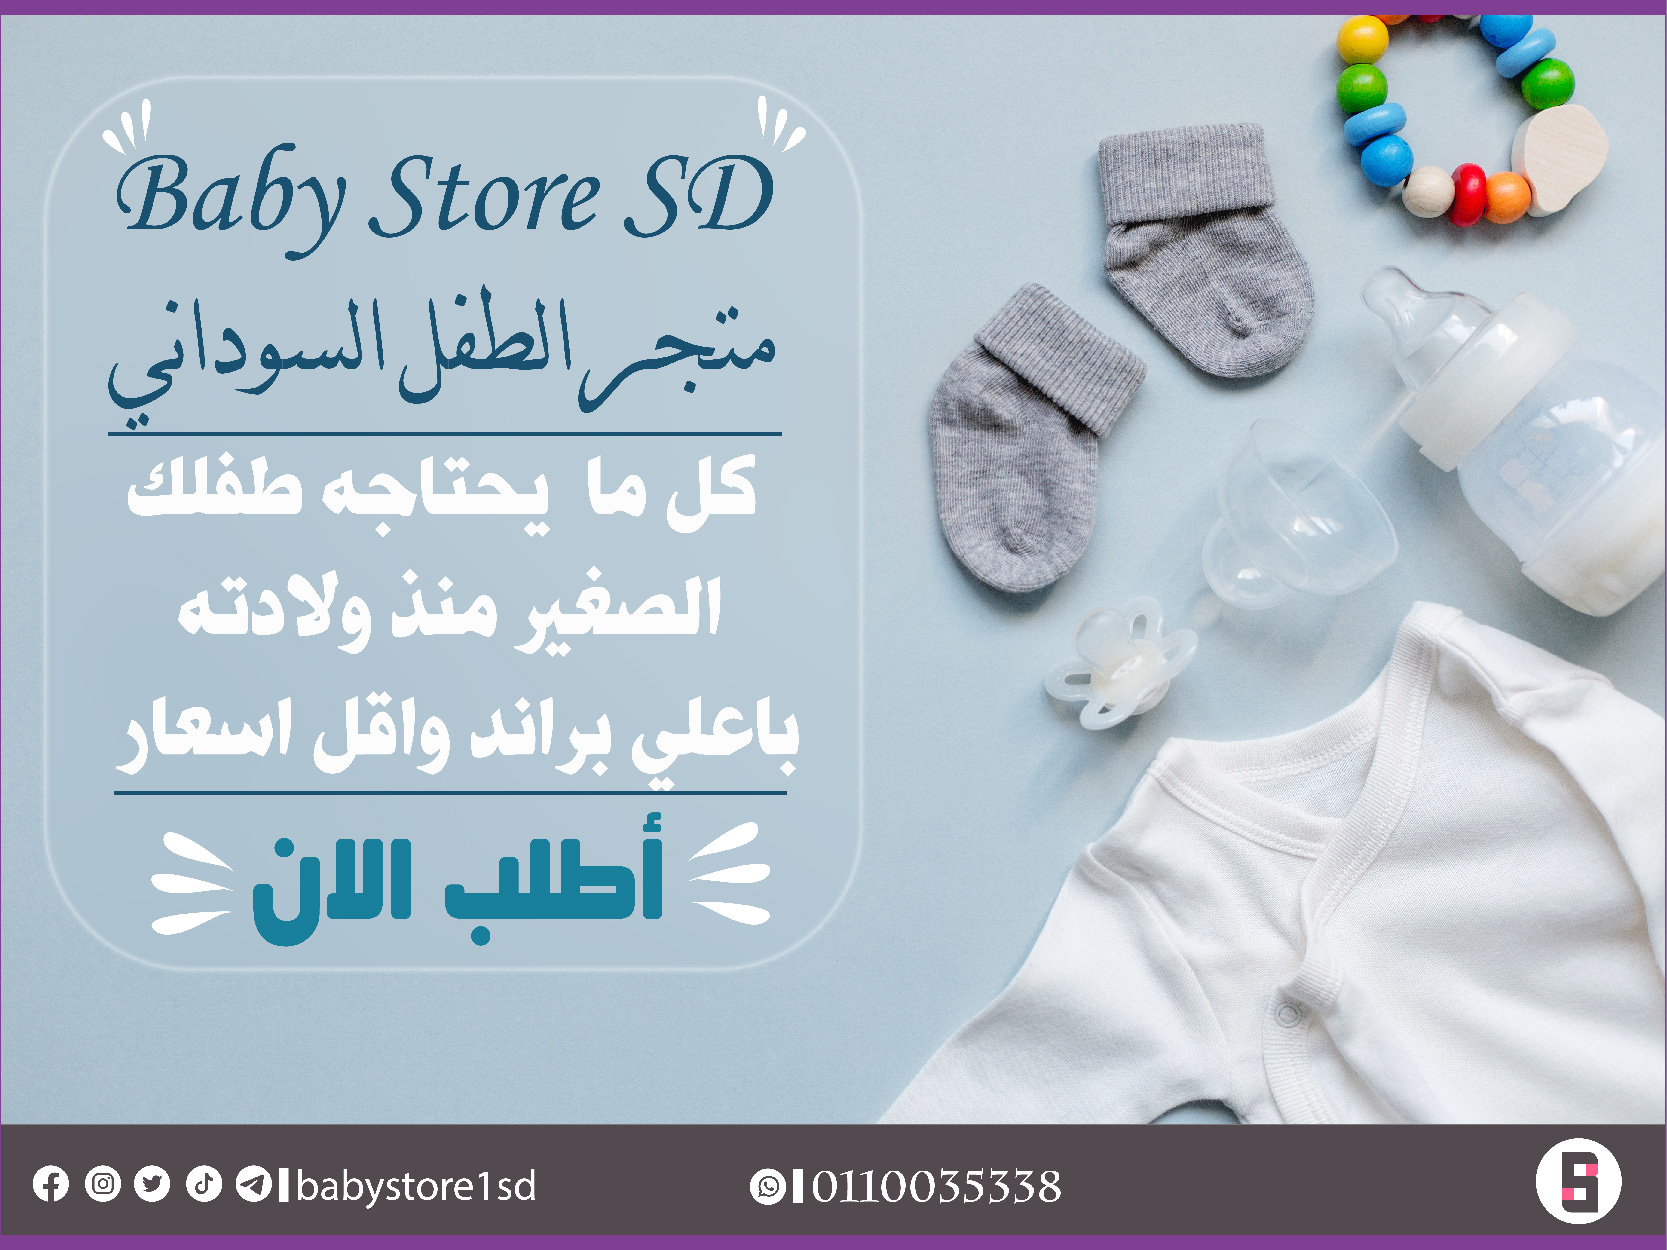 Baby Store SD
متجر الطفل السوداني
كل ما يحتاجه طفلك
الصغير منذ ولادته
باعلي براند واقل اسعار
أطلب الان
babystore1sd
0110035338